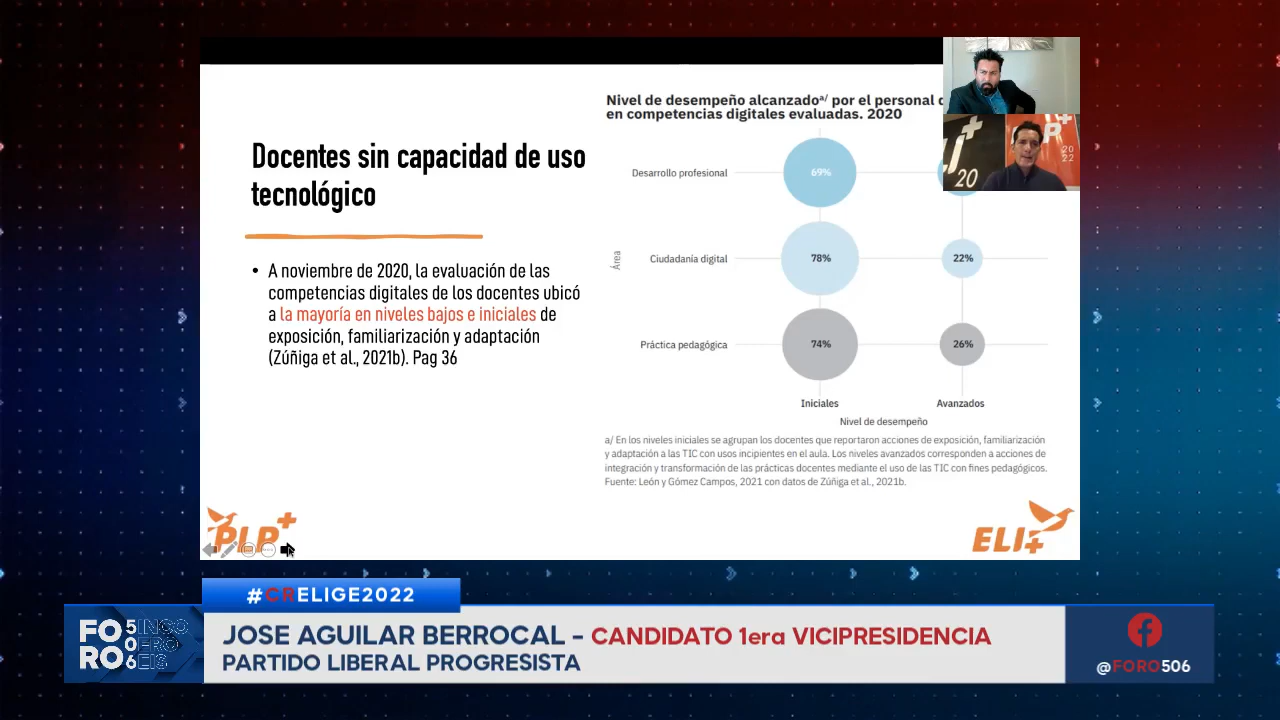 Docentes sin capacidad de uso
tecnológico
• A noviembre de 2020, la evaluación de las
competencias digitales de los docentes ubicó
a la mayoría en niveles bajos e iniciales de
exposición, familiarización y adaptación
(Zúñiga et al., 2021b). Pag 36
Nivel de desempeño alcanzado a/ por el personal
en competencias digitales evaluadas. 2020
Desarrollo profesional
69%
Área
Ciudadanía digital
78%
22%
Práctica pedagógica
74%
26%
Iniciales
Avanzados
Nivel de desempeño
a/ En los niveles iniciales se agrupan los docentes que reportaron acciones de exposición, familiarización
y adaptación a las TIC con usos incipientes en el aula. Los niveles avanzados corresponden a acciones de
integración y transformación de las prácticas docentes mediante el uso de las TIC con fines pedagógicos.
Fuente: León y Gómez Campos, 2021 con datos de Zúñiga et al., 2021b.
20
20
22
PLP+
ELI+
#CRELIGE2022
FO
RO
5INCO
0ERO
6EIS
JOSE AGUILAR BERROCAL - CANDIDATO 1era VICIPRESIDENCIA
PARTIDO LIBERAL PROGRESISTA
@FORO506